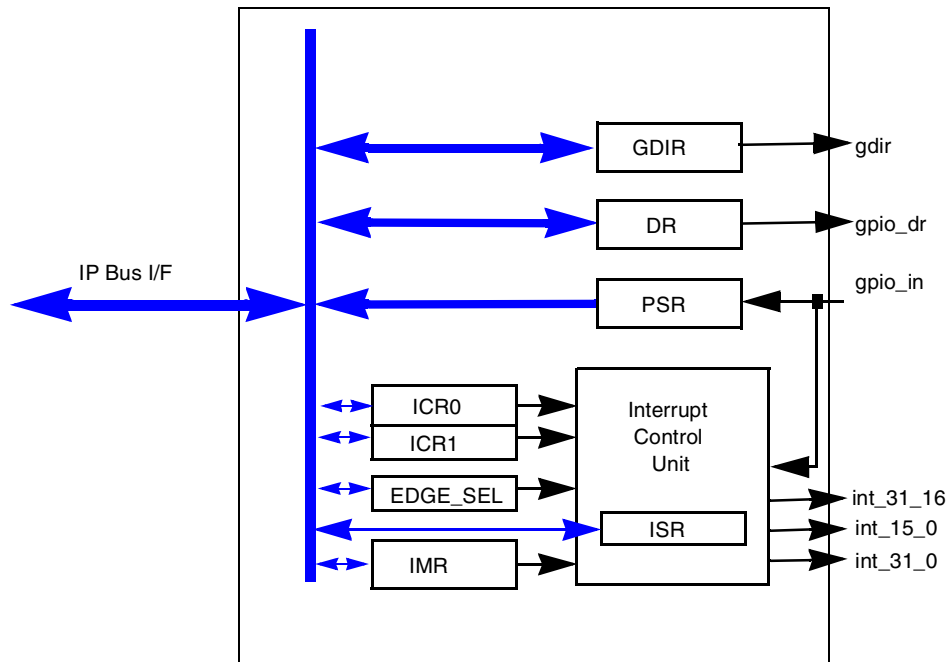 GDIR
gdir
DR
gpio_dr
IP Bus I/F
PSR
gpio_in
ICR0
ICR1
EDGE_SEL
IMR
Interrupt
Control
Unit
ISR
int_31_16
int_15_0
int_31_0